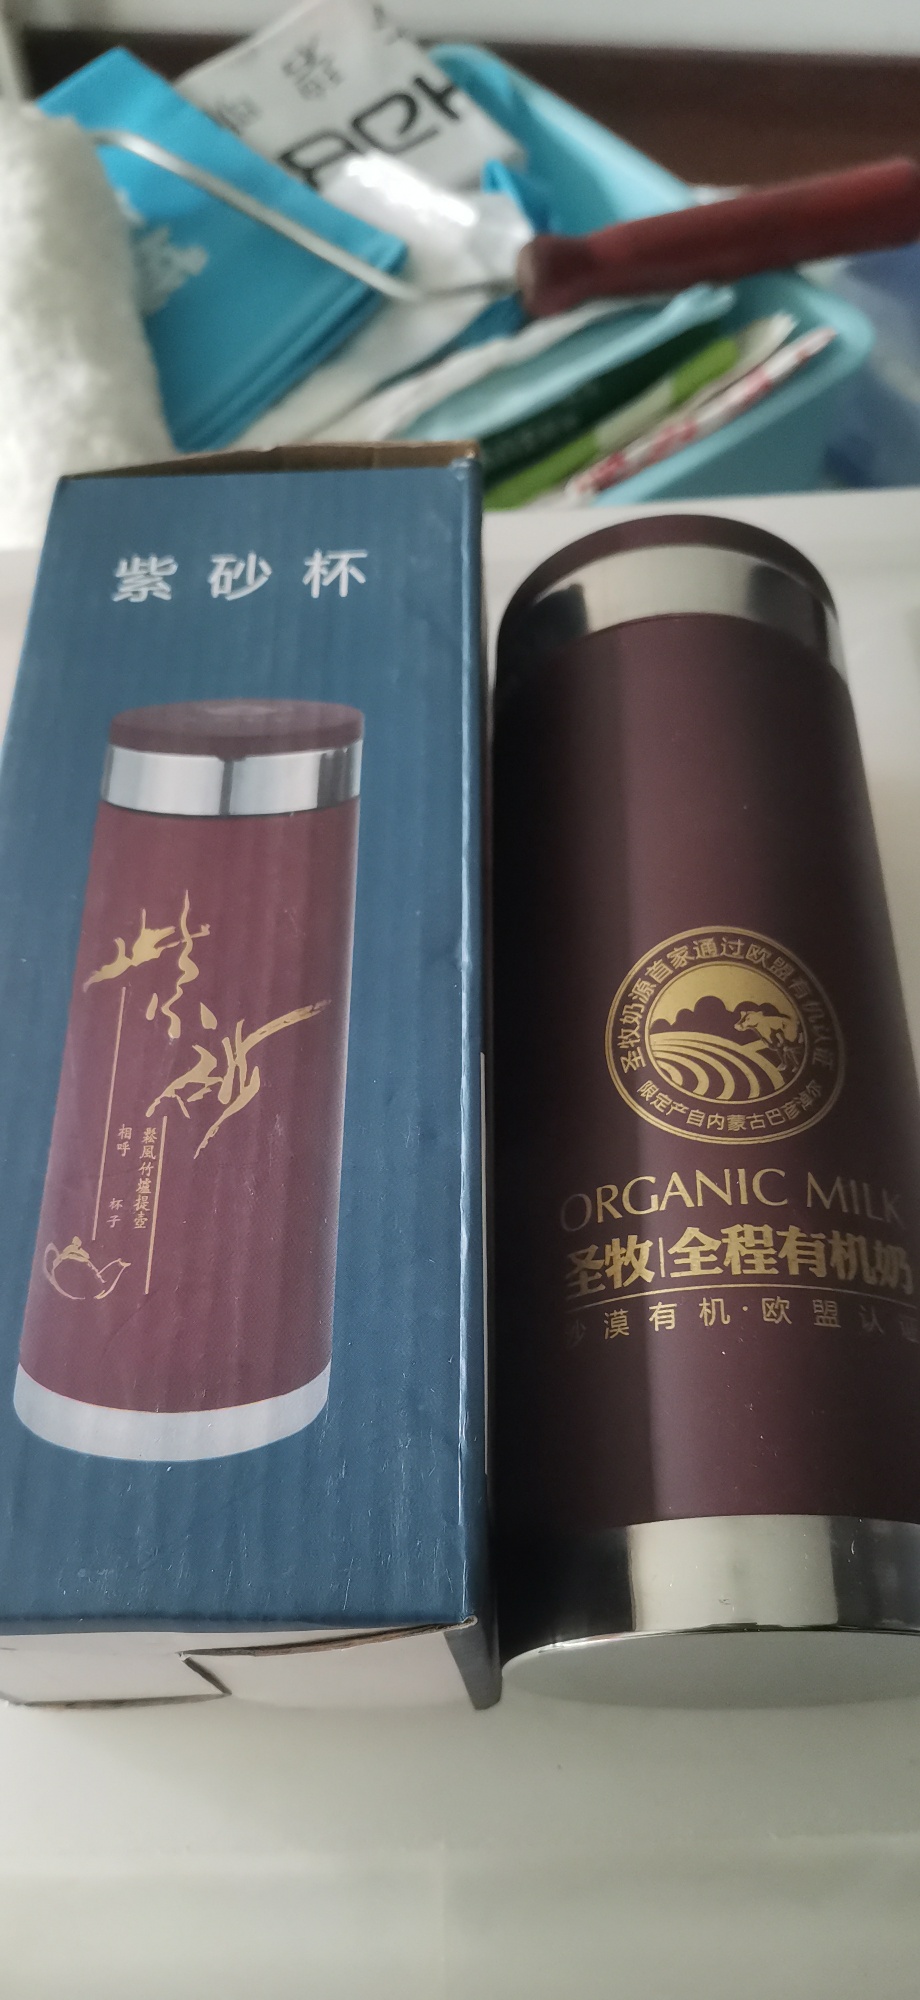 紫砂杯
紫砂
相呼
杯子
松風竹爐提壺
圣牧奶源首家通过欧盟有机认证
限定产自内蒙古巴彦淖尔
ORGANIC MILK
圣牧|全程有机奶
沙漠有机·欧盟认证